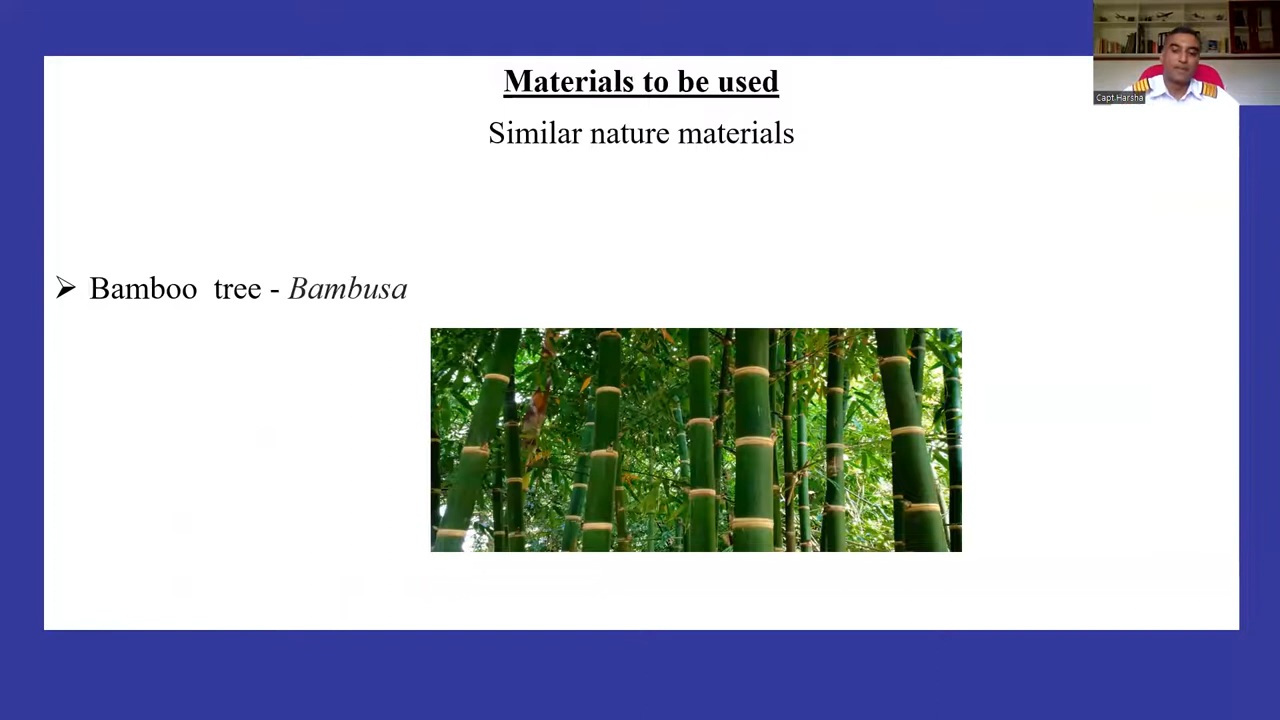 Materials to be used
Similar nature materials
Capt.Harsha
➢ Bamboo tree - Bambusa